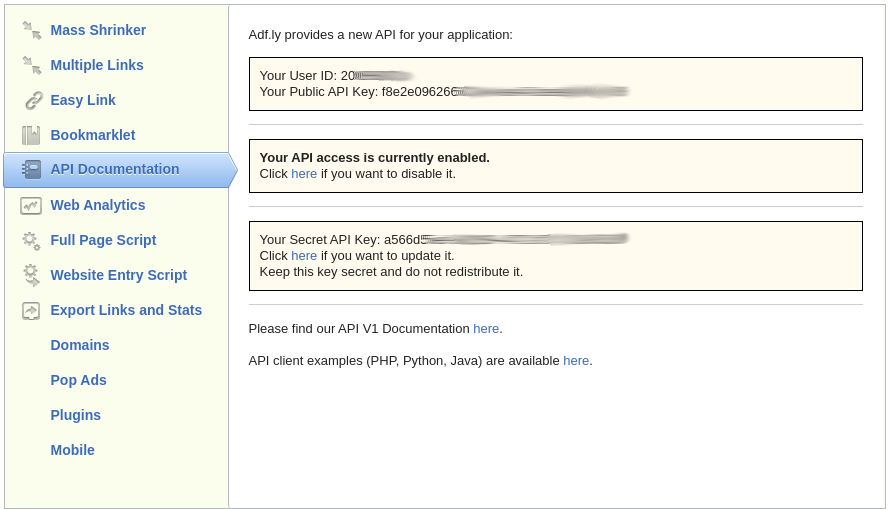 Mass Shrinker
Multiple Links
Easy Link
Bookmarklet
API Documentation
Web Analytics
Full Page Script
Website Entry Script
Export Links and Stats
Domains
Pop Ads
Plugins
Mobile
Adf.ly provides a new API for your application:
Your User ID: 20
Your Public API Key: f8e2e096266
Your API access is currently enabled.
Click here if you want to disable it.
Your Secret API Key: a566d5
Click here if you want to update it.
Keep this key secret and do not redistribute it.
Please find our API V1 Documentation here.
API client examples (PHP, Python, Java) are available here.